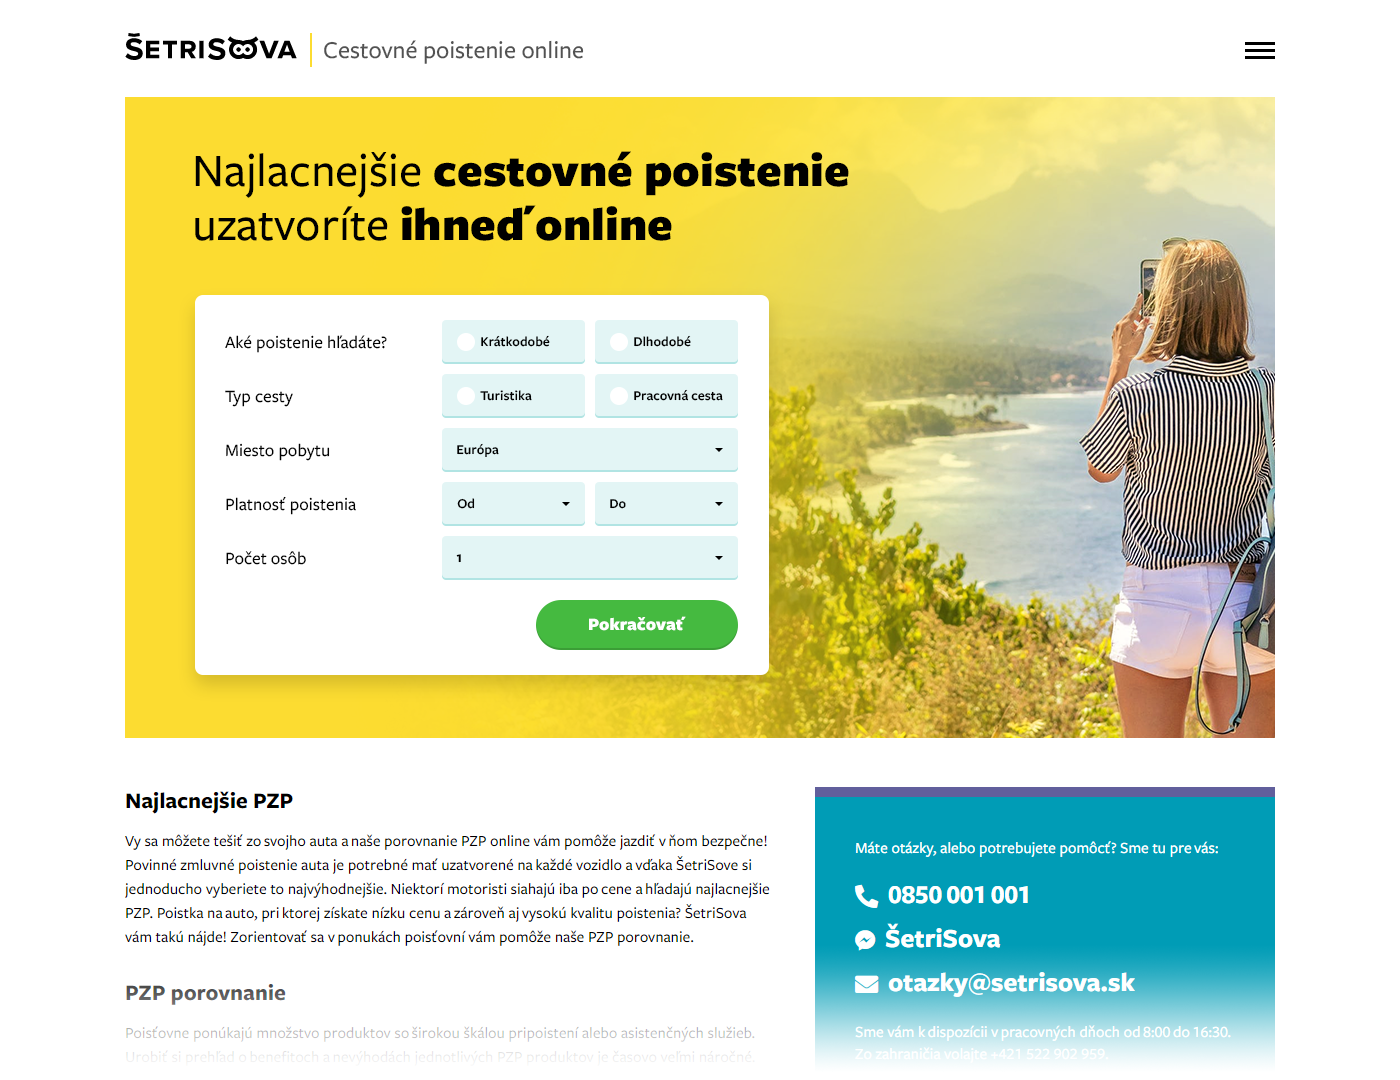 ŠETRISOVA
Cestovné poistenie online
Najlacnejšie cestovné poistenie
uzatvoríte ihneď online
Aké poistenie hľadáte?
Krátkodobé
Dlhodobé
Typ cesty
Turistika
Pracovná cesta
Miesto pobytu
Európa
Platnosť poistenia
Od
Do
Počet osôb
1
Pokračovať
Najlacnejšie PZP
Vy sa môžete tešiť zo svojho auta a naše porovnanie PZP online vám pomôže jazdiť v ňom bezpečne!
Povinné zmluvné poistenie auta je potrebné mať uzatvorené na každé vozidlo a vďaka ŠetriSove si
jednoducho vyberiete to najvýhodnejšie. Niektorí motoristi siahajú iba po cene a hľadajú najlacnejšie
PZP. Poistka na auto, pri ktorej získate nízku cenu a zároveň aj vysokú kvalitu poistenia? ŠetriSova
vám takú nájde! Zorientovať sa v ponukách poisťovní vám pomôže naše PZP porovnanie.
PZP porovnanie
Poisťovne ponúkajú množstvo produktov so širokou škálou pripoistení alebo asistenčných služieb.
Urobiť si prehľad o benefitoch a nevýhodách jednotlivých PZP produktov je časovo veľmi náročné.
Máte otázky, alebo potrebujete pomôcť? Sme tu pre vás:
0850 001 001
ŠetriSova
otazky@setrisova.sk
Sme vám k dispozícii v pracovných dňoch od 8:00 do 16:30.
Zo zahraničia volajte +421 522 902 959.